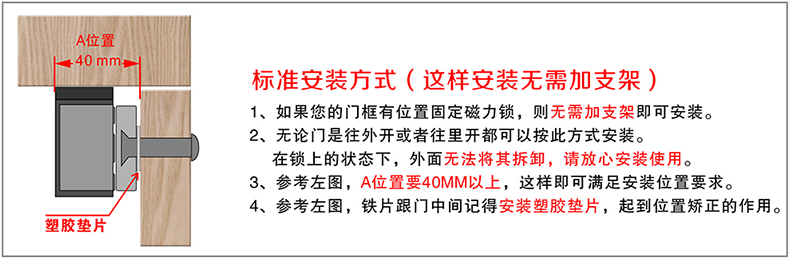 A位置
40 mm
塑胶垫片
标准安装方式（这样安装无需加支架）
1、如果您的门框有位置固定磁力锁，则无需加支架即可安装。
2、无论门是往外开或者往里开都可以按此方式安装。
在锁上的状态下，外面无法将其拆卸，请放心安装使用。
3、参考左图，A位置要40MM以上，这样即可满足安装位置要求。
4、参考左图，铁片跟门中间记得安装塑胶垫片，起到位置矫正的作用。